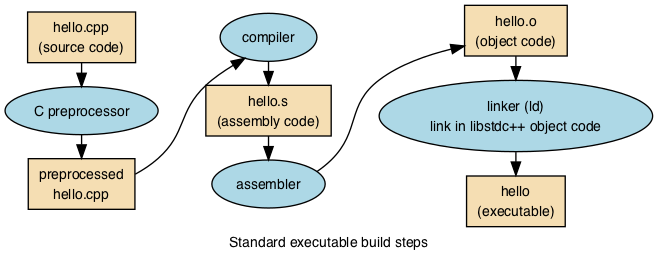 hello.cpp
(source code)
C preprocessor
preprocessed
hello.cpp
compiler
hello.s
(assembly code)
assembler
hello.o
(object code)
linker (ld)
link in libstdc++ object code
hello
(executable)
Standard executable build steps